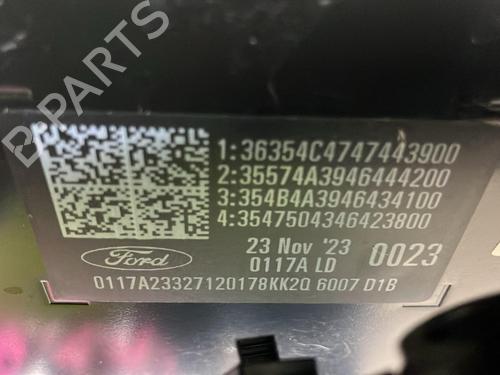 B-PARTS
1:36354C4747443900
2:35574A3946444200
3:354B4A3946434100
4:3547504346423800
Ford
23 Nov '23
0023
0117A LD
0117A23327120178KK2Q 6007 D1B